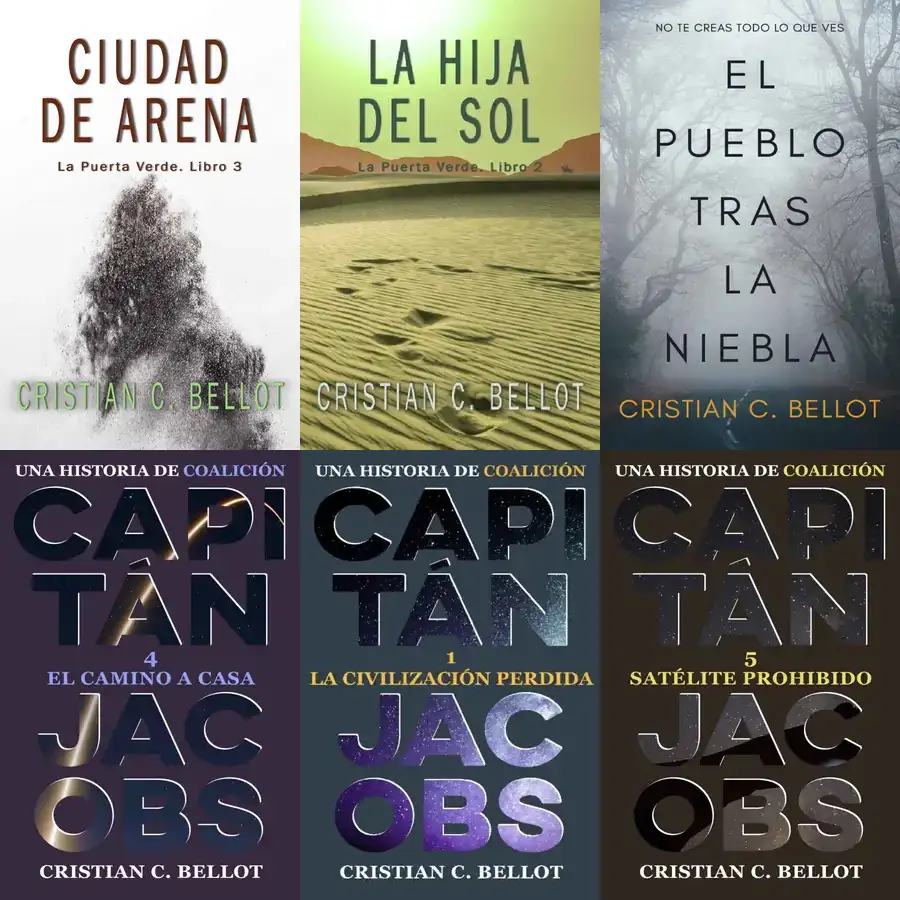 CIUDAD
DE ARENA
La Puerta Verde. Libro 3
CRISTIAN C. BELLOT
LA HIJA
DEL SOL
La Puerta Verde. Libro 2
CRISTIAN C. BELLOT
NO TE CREAS TODO LO QUE VES
EL
PUEBLO
TRAS
LA
NIEBLA
CRISTIAN C. BELLOT
UNA HISTORIA DE COALICIÓN
CAPI
TÁN
4
EL CAMINO A CASA
JAC
OBS
CRISTIAN C. BELLOT
UNA HISTORIA DE COALICIÓN
CAPI
TÁN
1
LA CIVILIZACIÓN PERDIDA
JAC
OBS
CRISTIAN C. BELLOT
UNA HISTORIA DE COALICIÓN
CAPI
TÁN
5
SATÉLITE PROHIBIDO
JAC
OBS
CRISTIAN C. BELLOT